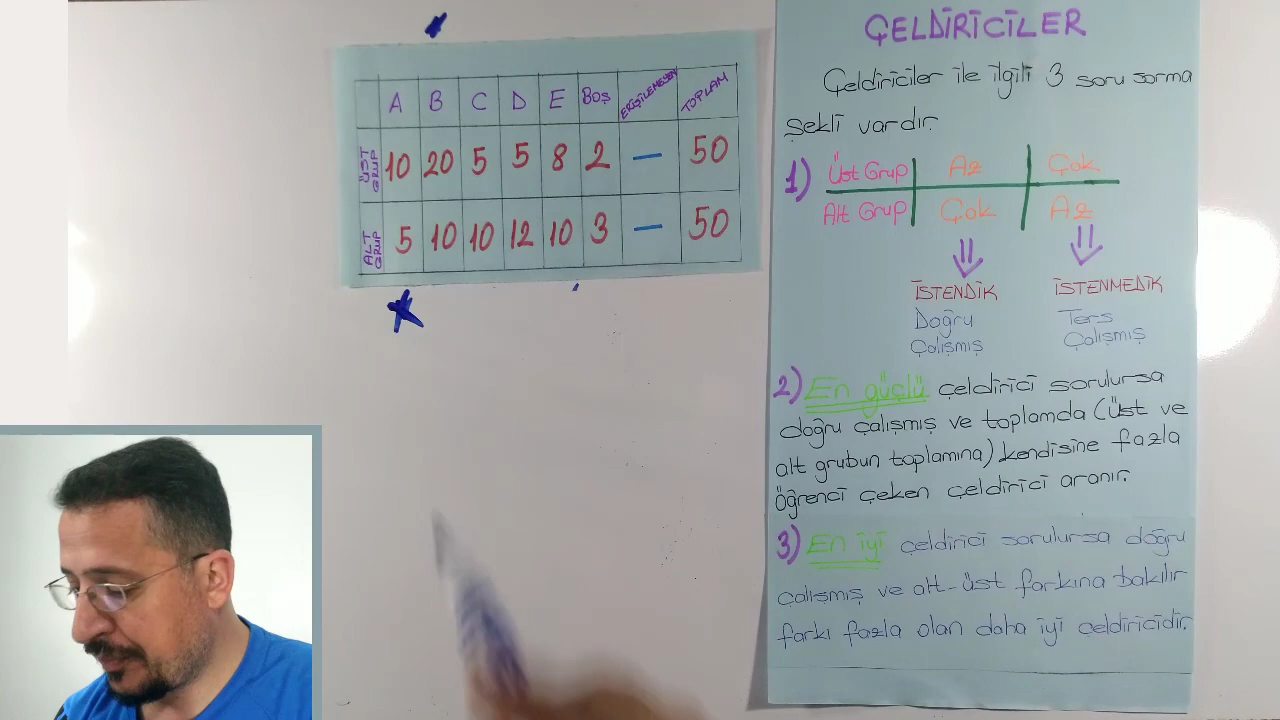 A B C D E Boş ERİŞİLEMEYEN TOPLAM
ÜST GRUP 10 20 5 5 8 2 — 50
ALT GRUP 5 10 10 12 10 3 — 50
ÇELDİRİCİLER
Çeldiriciler ile ilgili 3 soru sorma
şekli vardır.
1) Üst Grup Az Çok
Alt Grup Çok Az
İSTENDİK İSTENMEDİK
Doğru Ters
Çalışmış Çalışmış
2) En güçlü çeldirici sorulursa
doğru çalışmış ve toplamda (üst ve
alt grubun toplamına) kendisine fazla
öğrenci çeken çeldirici aranır.
3) En iyi çeldirici sorulursa doğru
çalışmış ve alt-üst farkına bakılır
farkı fazla olan daha iyi çeldiricidir.